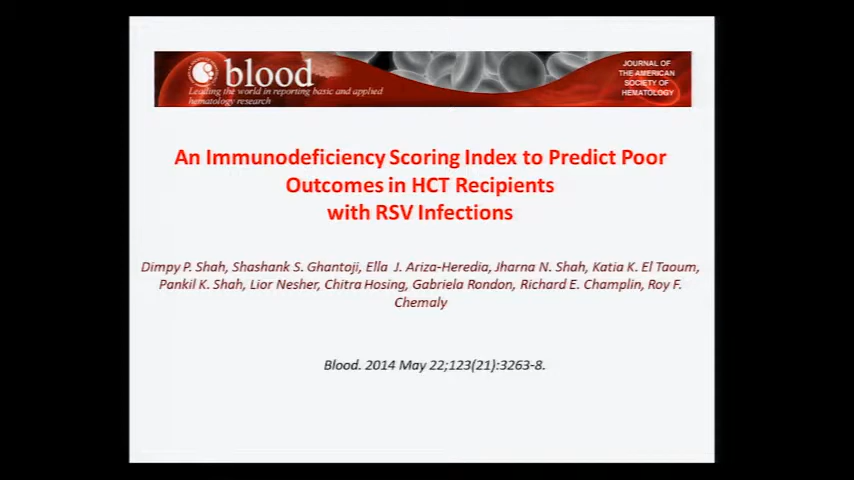 blood
Leading the world in reporting basic and applied
hematology research
JOURNAL OF
THE AMERICAN
SOCIETY OF
HEMATOLOGY
An Immunodeficiency Scoring Index to Predict Poor
Outcomes in HCT Recipients
with RSV Infections
Dimpy P. Shah, Shashank S. Ghantoji, Ella J. Ariza-Heredia, Jharna N. Shah, Katia K. El Taoum,
Pankil K. Shah, Lior Nesher, Chitra Hosing, Gabriela Rondon, Richard E. Champlin, Roy F.
Chemaly
Blood. 2014 May 22;123(21):3263-8.